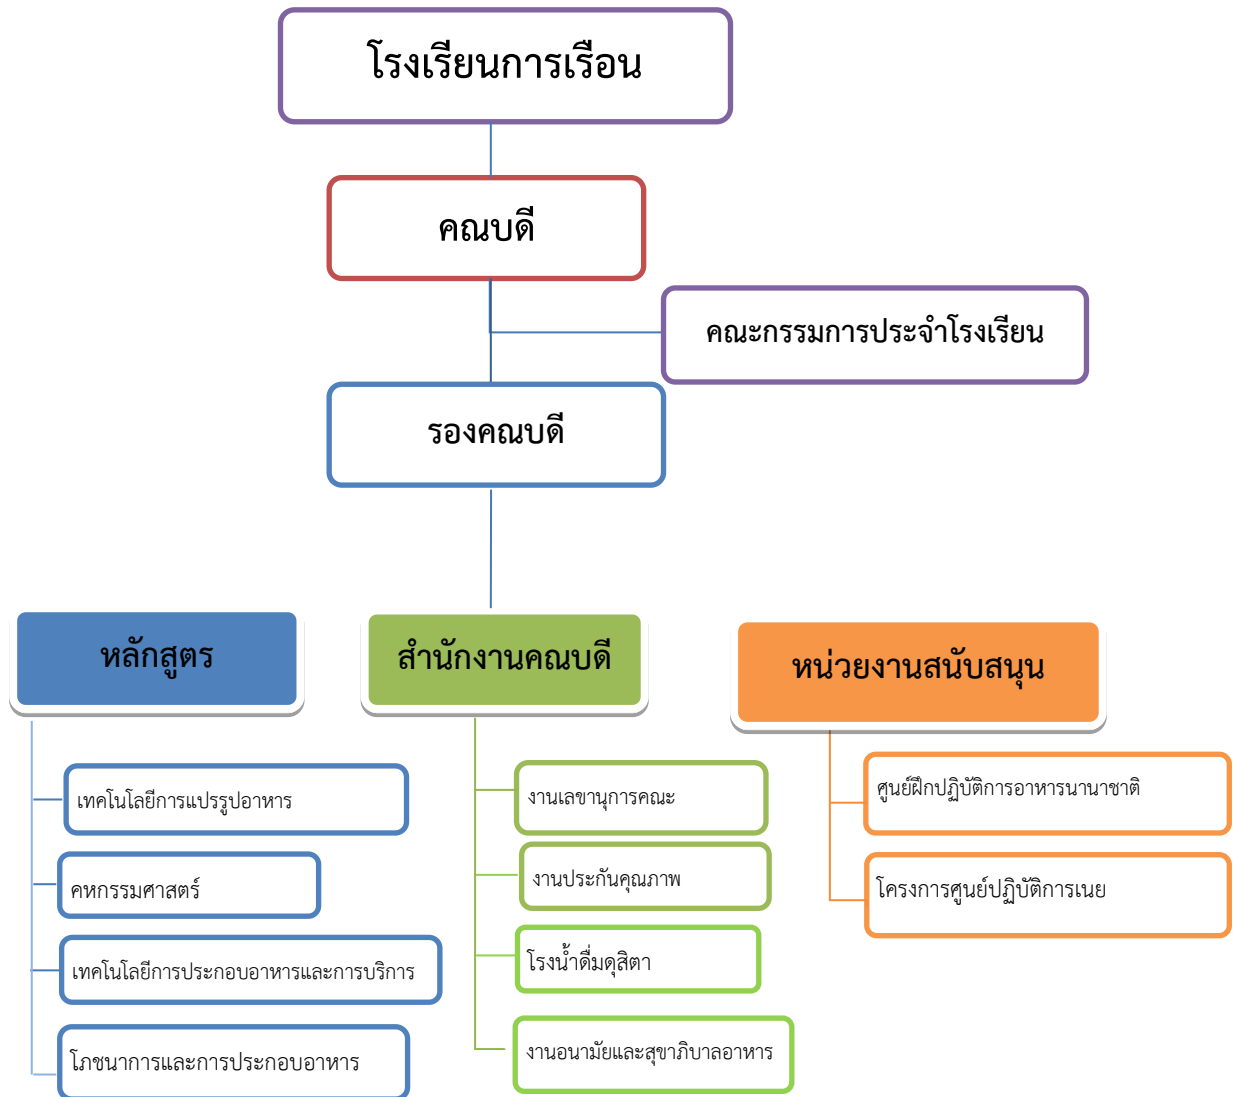 โรงเรียนการเรือน
คณบดี
คณะกรรมการประจำโรงเรียน
รองคณบดี
หลักสูตร
สำนักงานคณบดี
หน่วยงานสนับสนุน
เทคโนโลยีการแปรรูปอาหาร
คหกรรมศาสตร์
เทคโนโลยีการประกอบอาหารและการบริการ
โภชนาการและการประกอบอาหาร
งานเลขานุการคณะ
งานประกันคุณภาพ
โรงน้ำดื่มดุสิตา
งานอนามัยและสุขาภิบาลอาหาร
ศูนย์ฝึกปฏิบัติการอาหารนานาชาติ
โครงการศูนย์ปฏิบัติการเนย